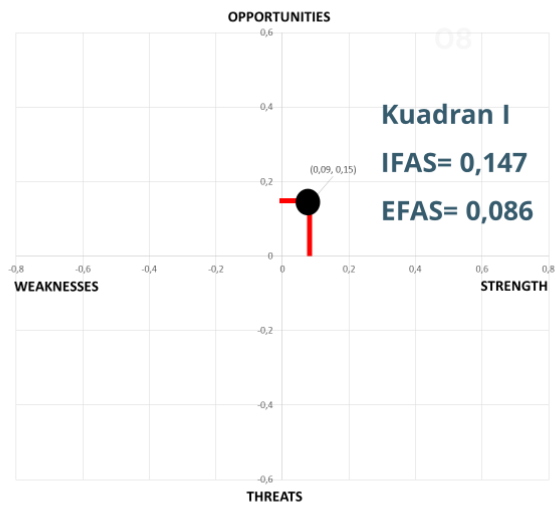 OPPORTUNITIES
0,6
08
0,4
Kuadran I
IFAS= 0,147
(0,09, 0,15)
0,2
EFAS= 0,086
0
-0,8 -0,6 -0,4 -0,2 0 0,2 0,4 0,6 0,8
WEAKNESSES STRENGTH
-0,2
-0,4
-0,6
THREATS